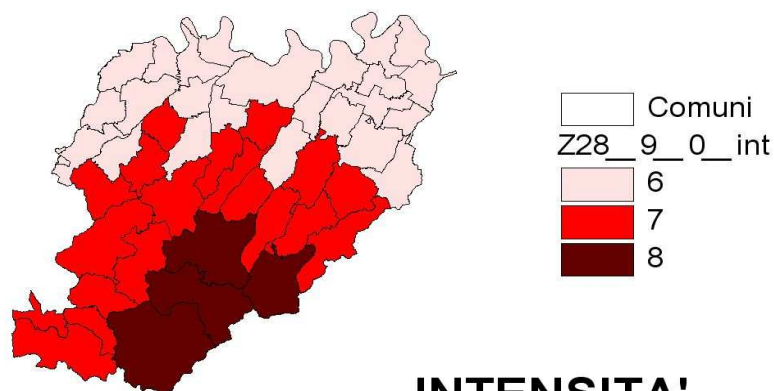 Comuni
Z28__9__0__int
6
7
8
INTENSITA'